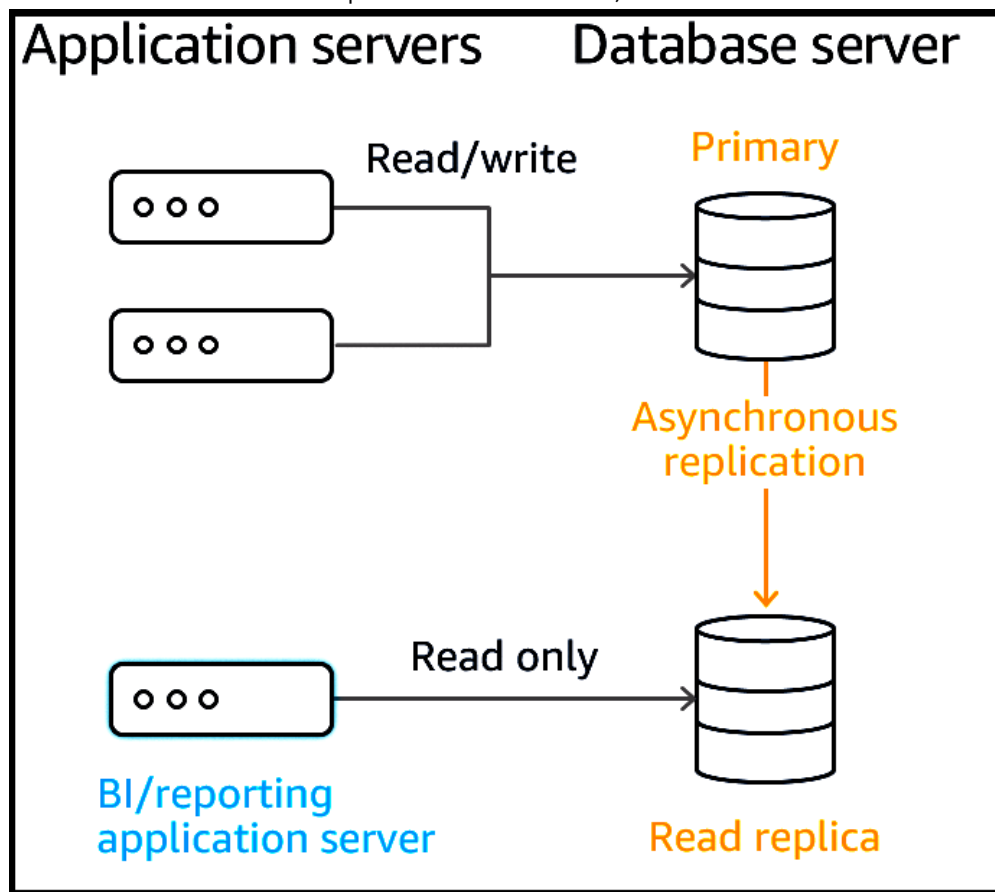 Application servers
Database server
Read/write
Primary
Asynchronous
replication
Read only
BI/reporting
application server
Read replica